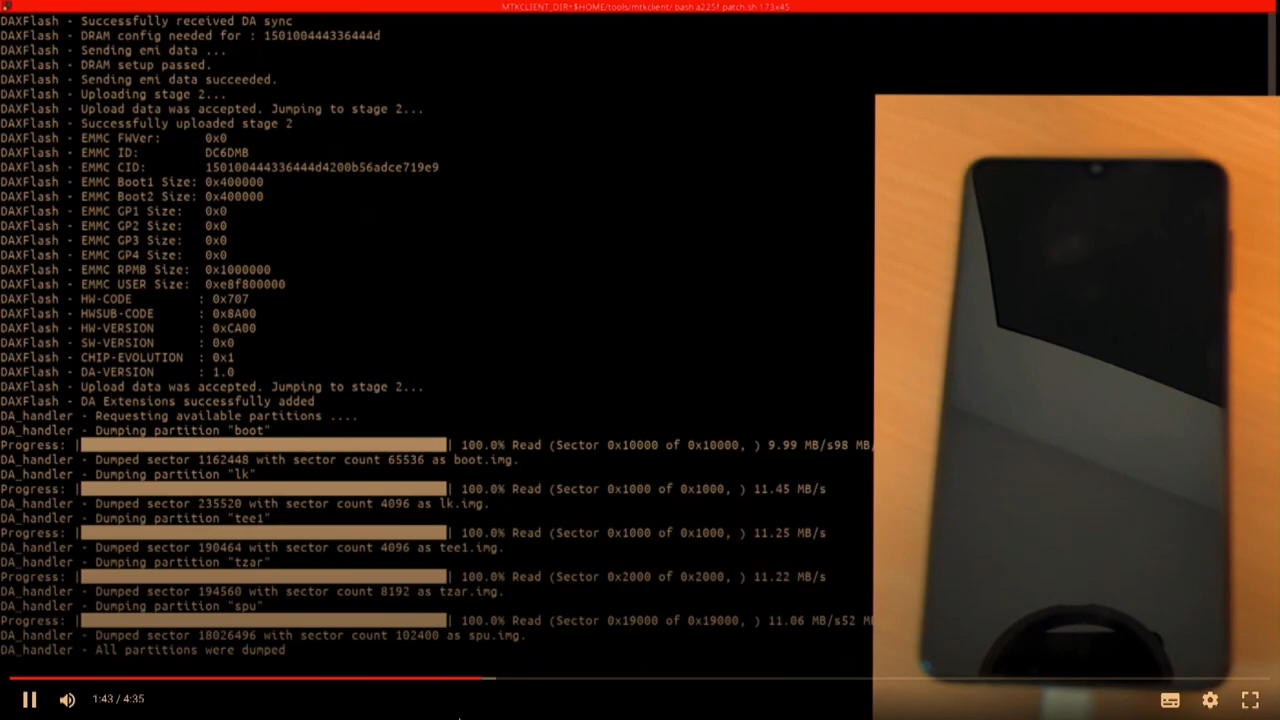 MTKCLIENT_DIR=$HOME/tools/mtkclient/ bash a225f_patch.sh 173x45
DAXFlash - Successfully received DA sync
DAXFlash - DRAM config needed for : 150100444336444d
DAXFlash - Sending emi data ...
DAXFlash - DRAM setup passed.
DAXFlash - Sending emi data succeeded.
DAXFlash - Uploading stage 2...
DAXFlash - Upload data was accepted. Jumping to stage 2...
DAXFlash - Successfully uploaded stage 2
DAXFlash - EMMC FWVer: 0x0
DAXFlash - EMMC ID: DC6DMB
DAXFlash - EMMC CID: 150100444336444d4200b56adce719e9
DAXFlash - EMMC Boot1 Size: 0x400000
DAXFlash - EMMC Boot2 Size: 0x400000
DAXFlash - EMMC GP1 Size: 0x0
DAXFlash - EMMC GP2 Size: 0x0
DAXFlash - EMMC GP3 Size: 0x0
DAXFlash - EMMC GP4 Size: 0x0
DAXFlash - EMMC RPMB Size: 0x1000000
DAXFlash - EMMC USER Size: 0xe8f800000
DAXFlash - HW-CODE : 0x707
DAXFlash - HWSUB-CODE : 0x8A00
DAXFlash - HW-VERSION : 0xCA00
DAXFlash - SW-VERSION : 0x0
DAXFlash - CHIP-EVOLUTION : 0x1
DAXFlash - DA-VERSION : 1.0
DAXFlash - Upload data was accepted. Jumping to stage 2...
DAXFlash - DA Extensions successfully added
DA_handler - Requesting available partitions ....
DA_handler - Dumping partition "boot"
Progress: | | 100.0% Read (Sector 0x10000 of 0x10000, ) 9.99 MB/s98 MB/
DA_handler - Dumped sector 1162448 with sector count 65536 as boot.img.
DA_handler - Dumping partition "lk"
Progress: | | 100.0% Read (Sector 0x1000 of 0x1000, ) 11.45 MB/s
DA_handler - Dumped sector 235520 with sector count 4096 as lk.img.
DA_handler - Dumping partition "tee1"
Progress: | | 100.0% Read (Sector 0x1000 of 0x1000, ) 11.25 MB/s
DA_handler - Dumped sector 190464 with sector count 4096 as tee1.img.
DA_handler - Dumping partition "tzar"
Progress: | | 100.0% Read (Sector 0x2000 of 0x2000, ) 11.22 MB/s
DA_handler - Dumped sector 194560 with sector count 8192 as tzar.img.
DA_handler - Dumping partition "spu"
Progress: | | 100.0% Read (Sector 0x19000 of 0x19000, ) 11.06 MB/s52 M
DA_handler - Dumped sector 18026496 with sector count 102400 as spu.img.
DA_handler - All partitions were dumped
1:43 / 4:35